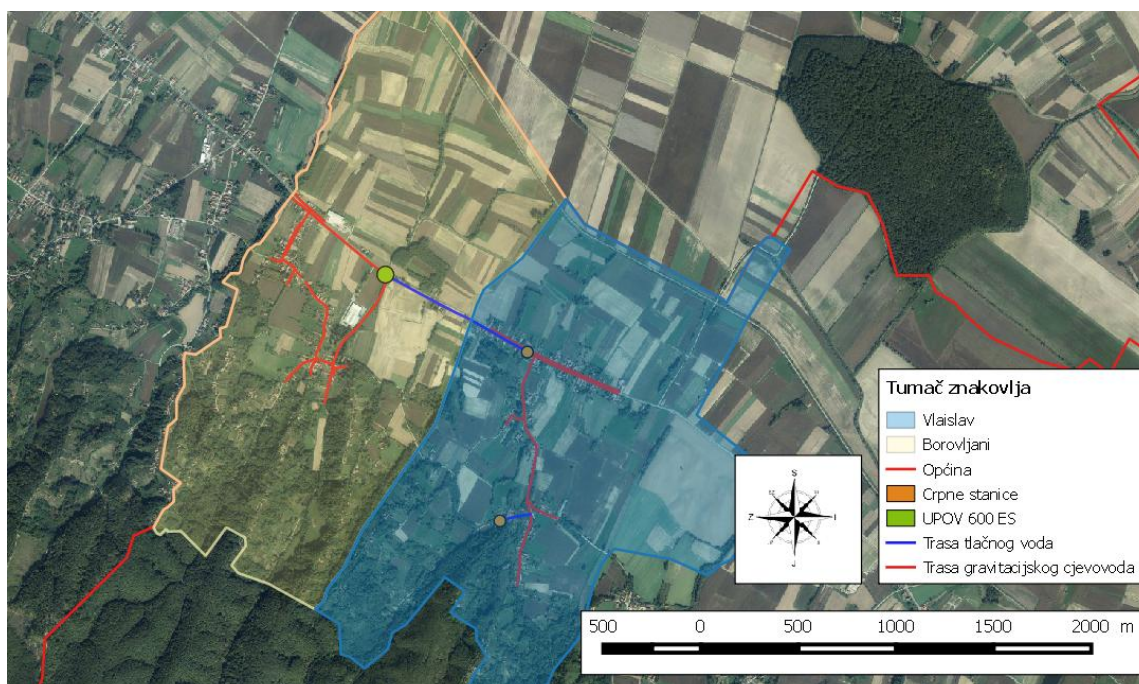 Tumač znakovlja
Vlaislav
Borovljani
Općina
Crpne stanice
UPOV 600 ES
Trasa tlačnog voda
Trasa gravitacijskog cjevovoda
S
Z
I
J
500 0 500 1000 1500 2000 m